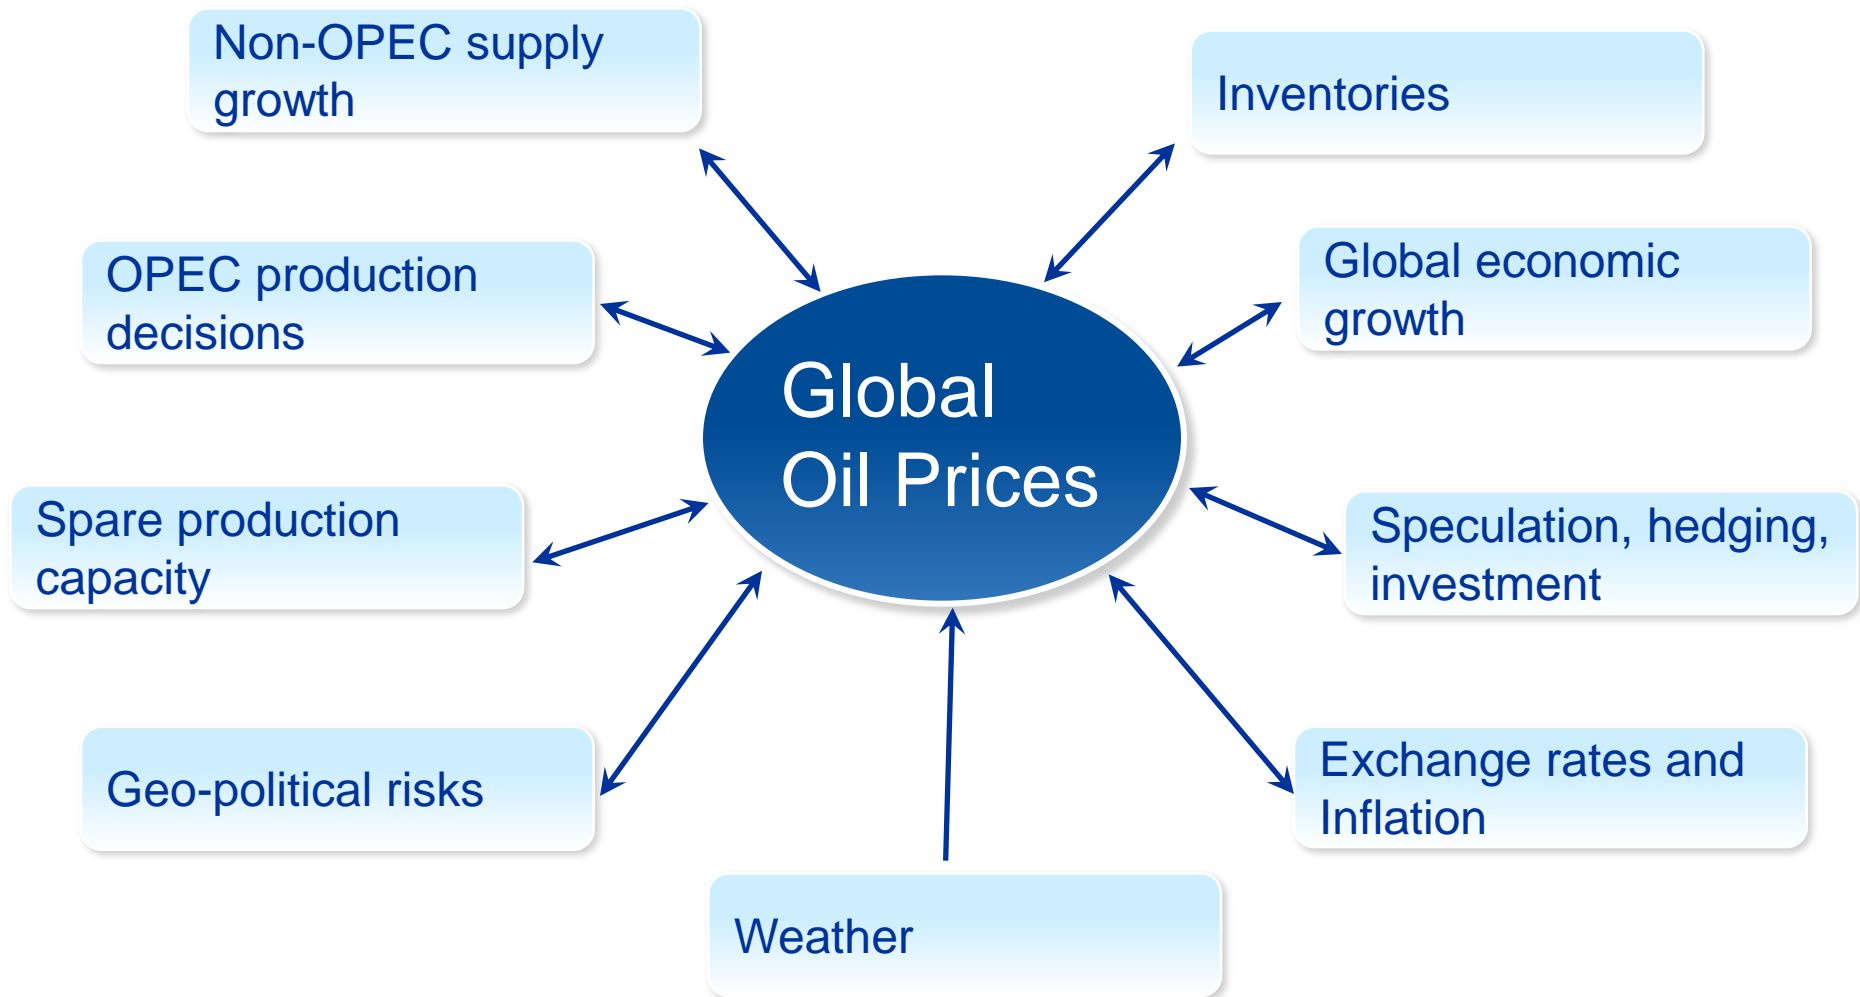 Non-OPEC supply
growth
Inventories
OPEC production
decisions
Global economic
growth
Global
Oil Prices
Spare production
capacity
Speculation, hedging,
investment
Geo-political risks
Exchange rates and
Inflation
Weather